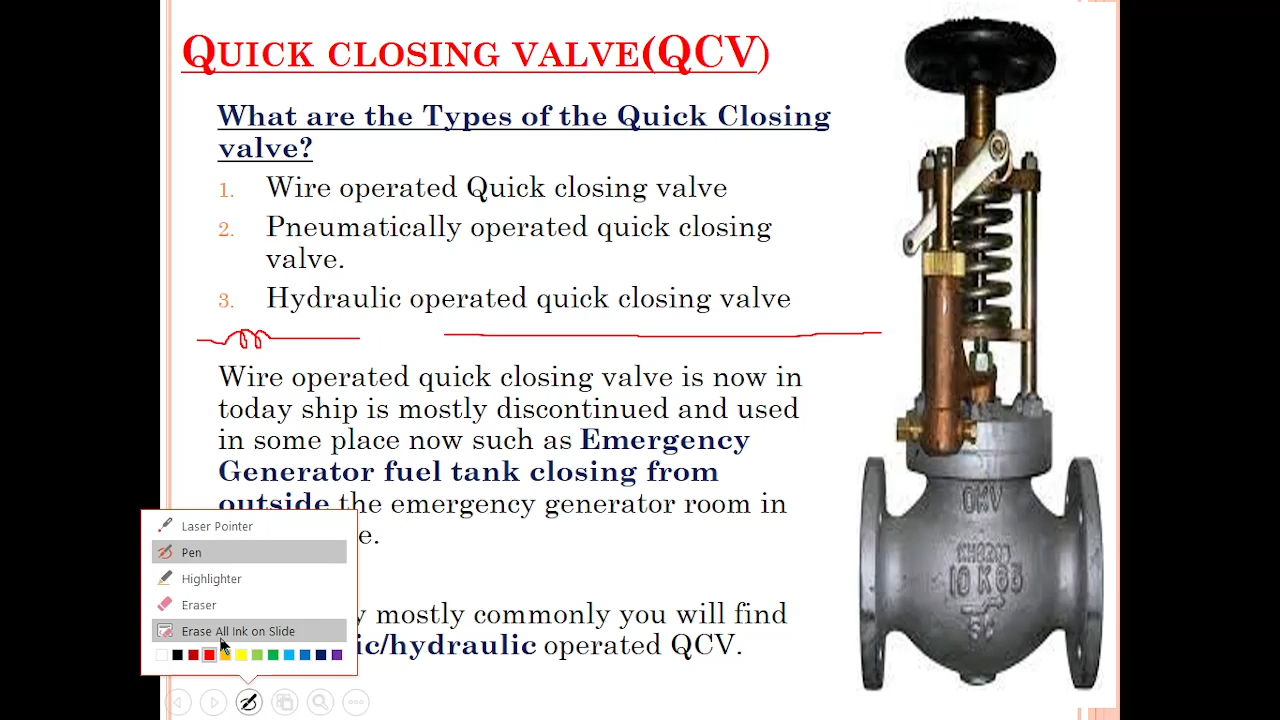 QUICK CLOSING VALVE(QCV)
What are the Types of the Quick Closing
valve?
1. Wire operated Quick closing valve
2. Pneumatically operated quick closing
valve.
3. Hydraulic operated quick closing valve
Wire operated quick closing valve is now in
today ship is mostly discontinued and used
in some place now such as Emergency
Generator fuel tank closing from
outside the emergency generator room in
e.
mostly commonly you will find
ic/hydraulic operated QCV.
Laser Pointer
Pen
Highlighter
Eraser
Erase All Ink on Slide
10 K 65